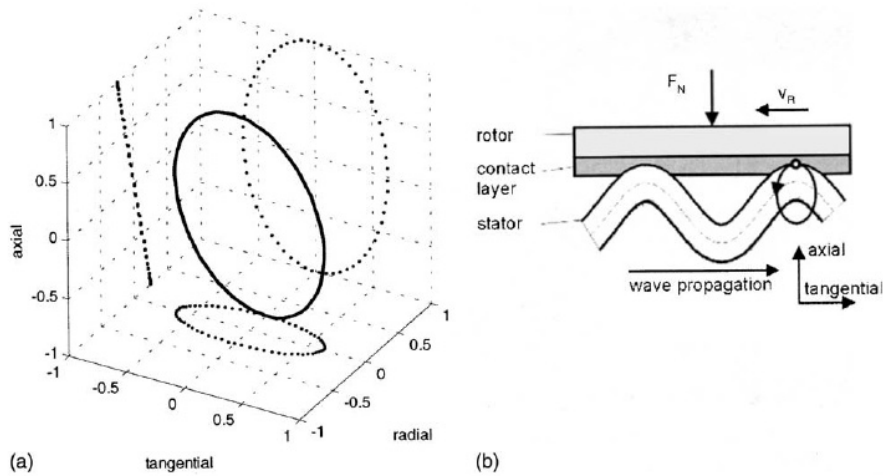 1
0.5
0
-0.5
-1
axial
-1
-0.5
0
0.5
1
tangential
-1
-0.5
0
0.5
1
radial
(a)
F_N
v_R
rotor
contact
layer
stator
axial
wave propagation
tangential
(b)